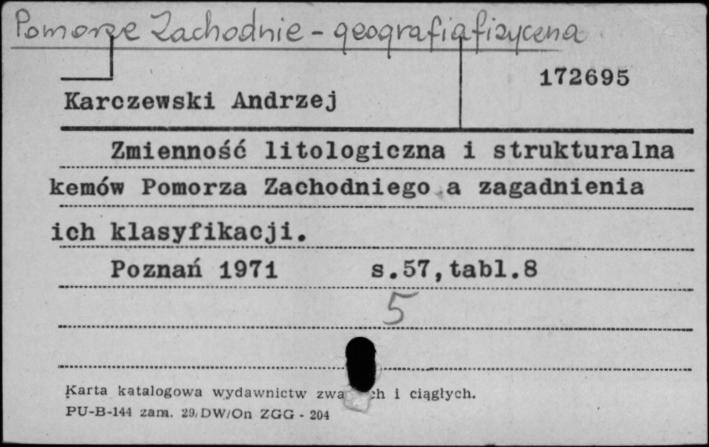 Pomorze Zachodnie - geografia fizyczna
172695
Karczewski Andrzej
Zmienność litologiczna i strukturalna
kemów Pomorza Zachodniego a zagadnienia
ich klasyfikacji.
Poznań 1971 s.57,tabl.8
5
Karta katalogowa wydawnictw i ciągłych.
PU-B-144 zam. 29/DW/On ZGG - 204